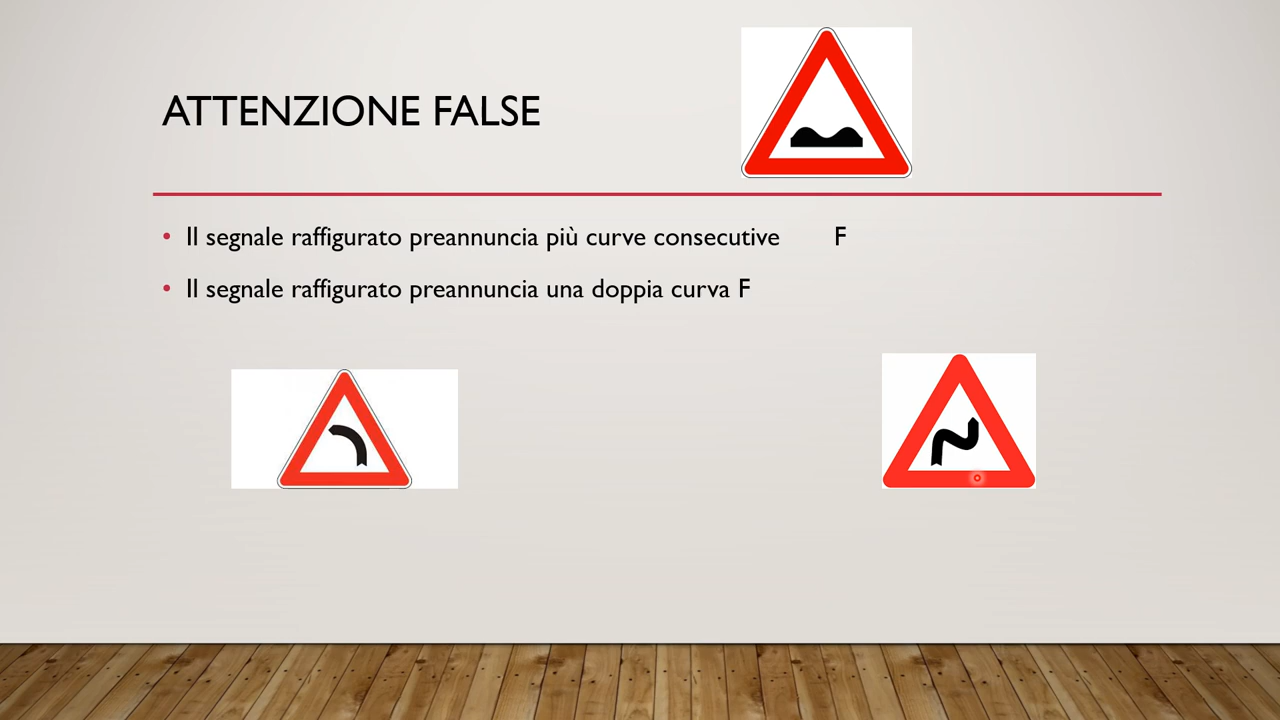 ATTENZIONE FALSE
Il segnale raffigurato preannuncia più curve consecutive F
Il segnale raffigurato preannuncia una doppia curva F